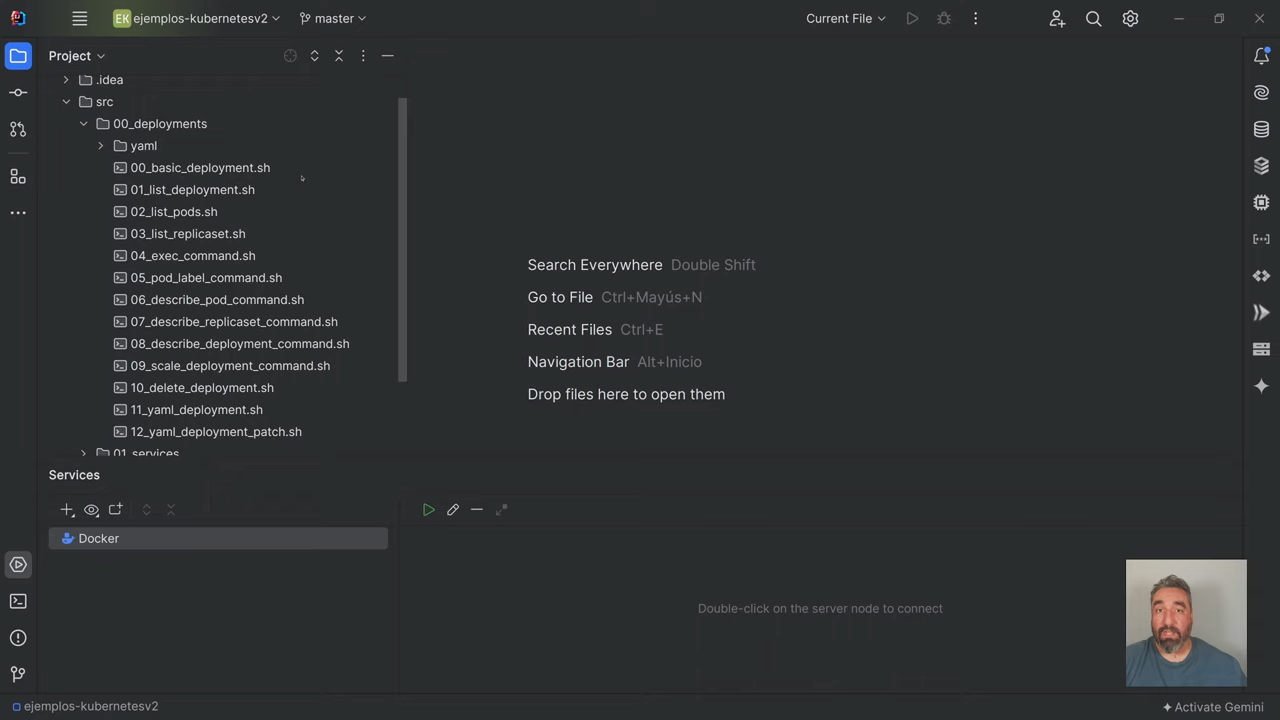 EK ejemplos-kubernetesv2 master Current File
Project
.idea
src
00_deployments
yaml
00_basic_deployment.sh
01_list_deployment.sh
02_list_pods.sh
03_list_replicaset.sh
04_exec_command.sh
05_pod_label_command.sh
06_describe_pod_command.sh
07_describe_replicaset_command.sh
08_describe_deployment_command.sh
09_scale_deployment_command.sh
10_delete_deployment.sh
11_yaml_deployment.sh
12_yaml_deployment_patch.sh
01_services
Search Everywhere Double Shift
Go to File Ctrl+Mayús+N
Recent Files Ctrl+E
Navigation Bar Alt+Inicio
Drop files here to open them
Services
Docker
Double-click on the server node to connect
ejemplos-kubernetesv2
Activate Gemini